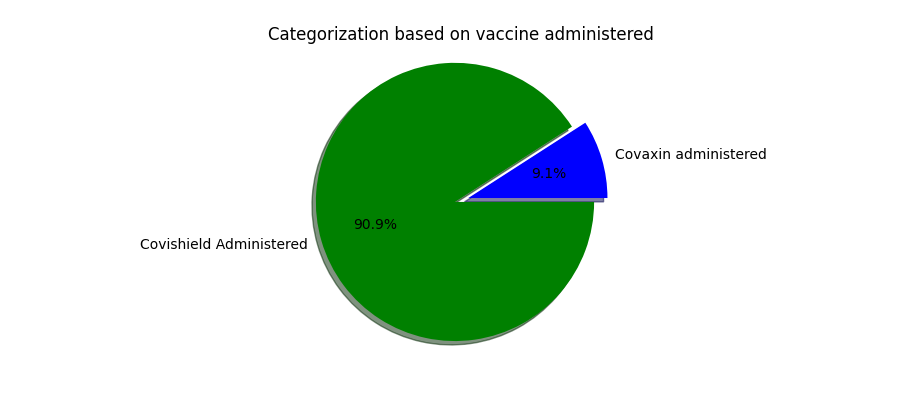 Categorization based on vaccine administered
Covaxin administered
9.1%
90.9%
Covishield Administered